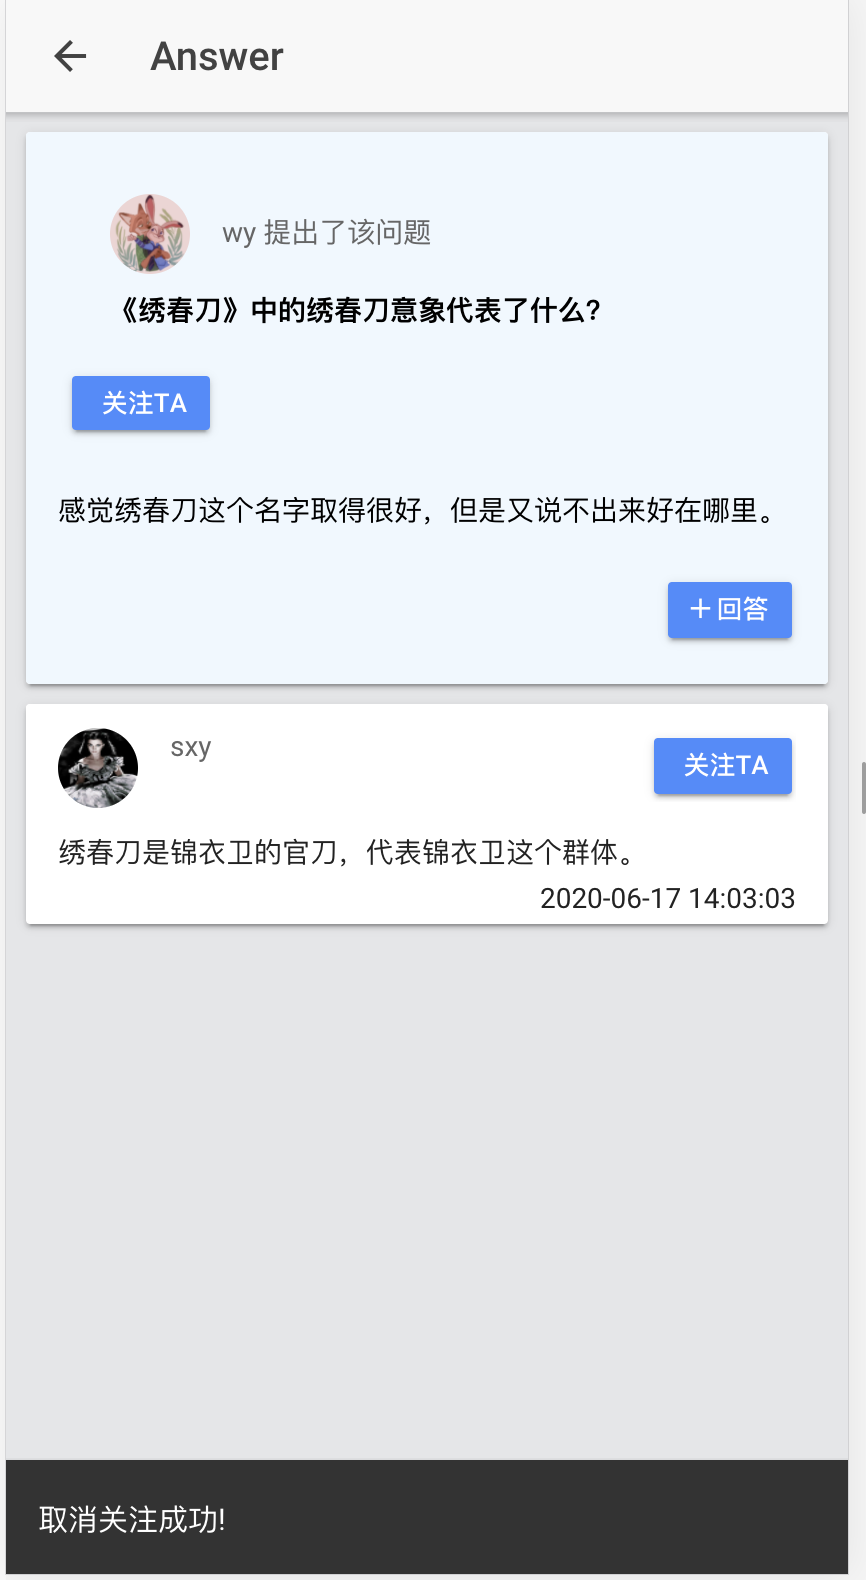 Answer
wy 提出了该问题
《绣春刀》中的绣春刀意象代表了什么?
关注TA
感觉绣春刀这个名字取得很好，但是又说不出来好在哪里。
＋回答
sxy
关注TA
绣春刀是锦衣卫的官刀，代表锦衣卫这个群体。
2020-06-17 14:03:03
取消关注成功!